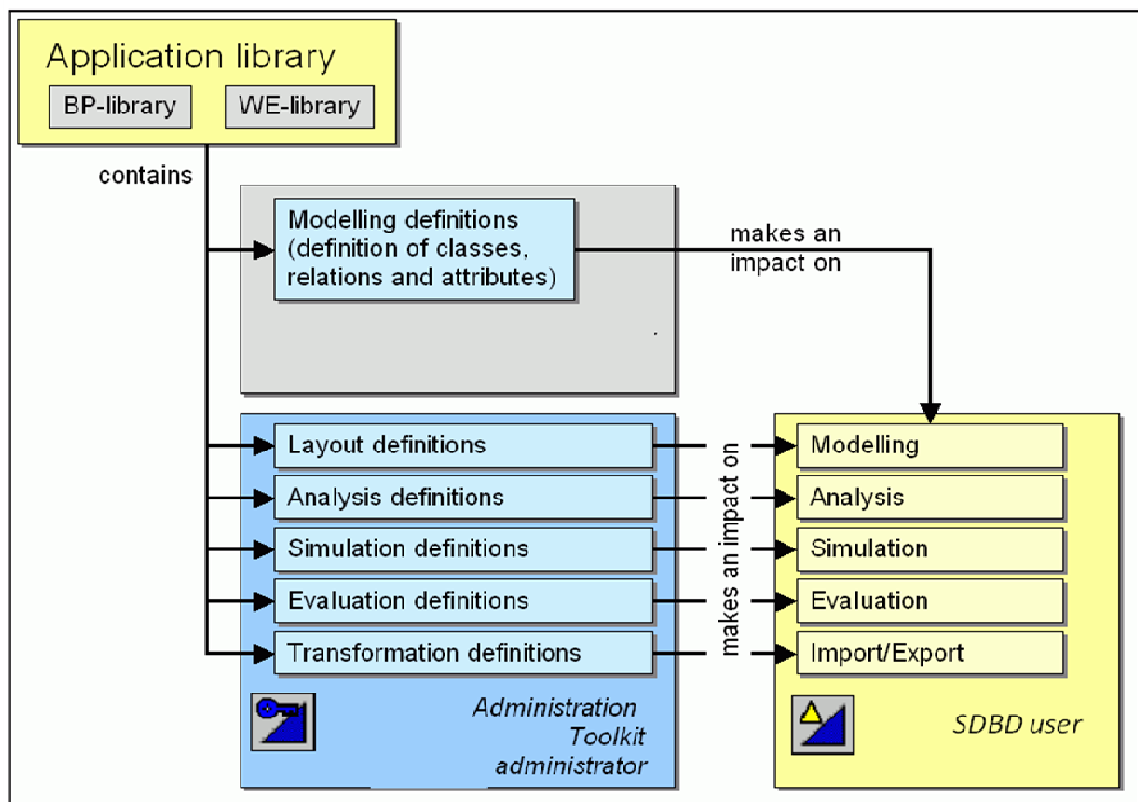 Application library
BP-library
WE-library
contains
Modelling definitions
(definition of classes,
relations and attributes)
makes an
impact on
Layout definitions
Analysis definitions
Simulation definitions
Evaluation definitions
Transformation definitions
makes an impact on
Modelling
Analysis
Simulation
Evaluation
Import/Export
Administration
Toolkit
administrator
SDBD user